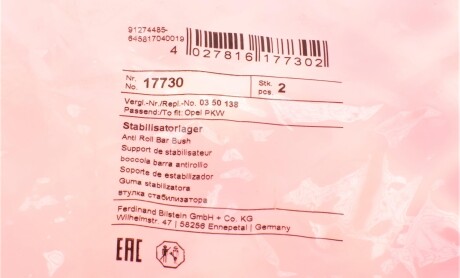 91274485-
645817040019
4 027816 177302
Nr.
No. 17730
Stk.
pcs. 2
Vergl.-Nr./Repl.-No. 03 50 138
Passend:/To fit: Opel PKW
Stabilisatorlager
Anti Roll Bar Bush
Support de stabilisateur
boccola barra antirollio
Soporte de estabilizador
Guma stabilizatora
втулка стабилизатора
Ferdinand Bilstein GmbH + Co. KG
Wilhelmstr. 47 | 58256 Ennepetal | Germany
EAC